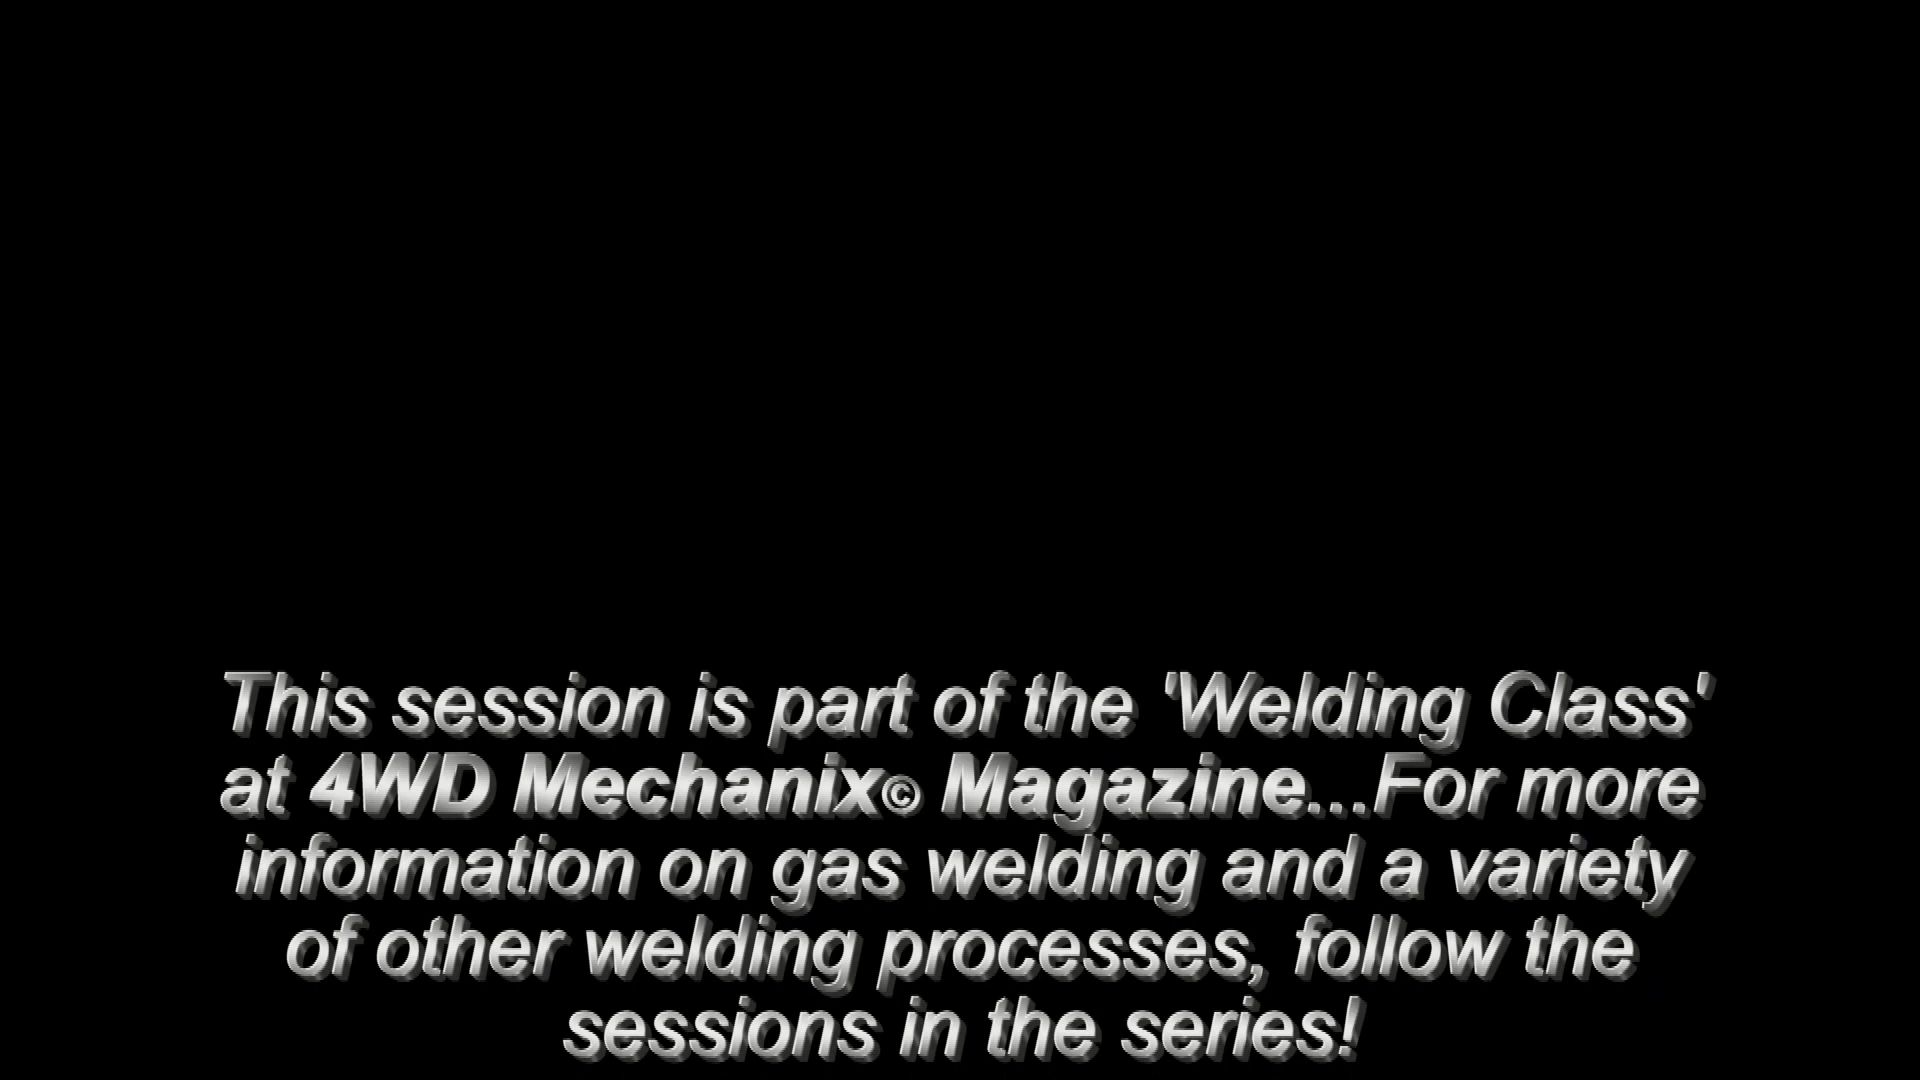 This session is part of the 'Welding Class'
at 4WD Mechanix© Magazine...For more
information on gas welding and a variety
of other welding processes, follow the
sessions in the series!